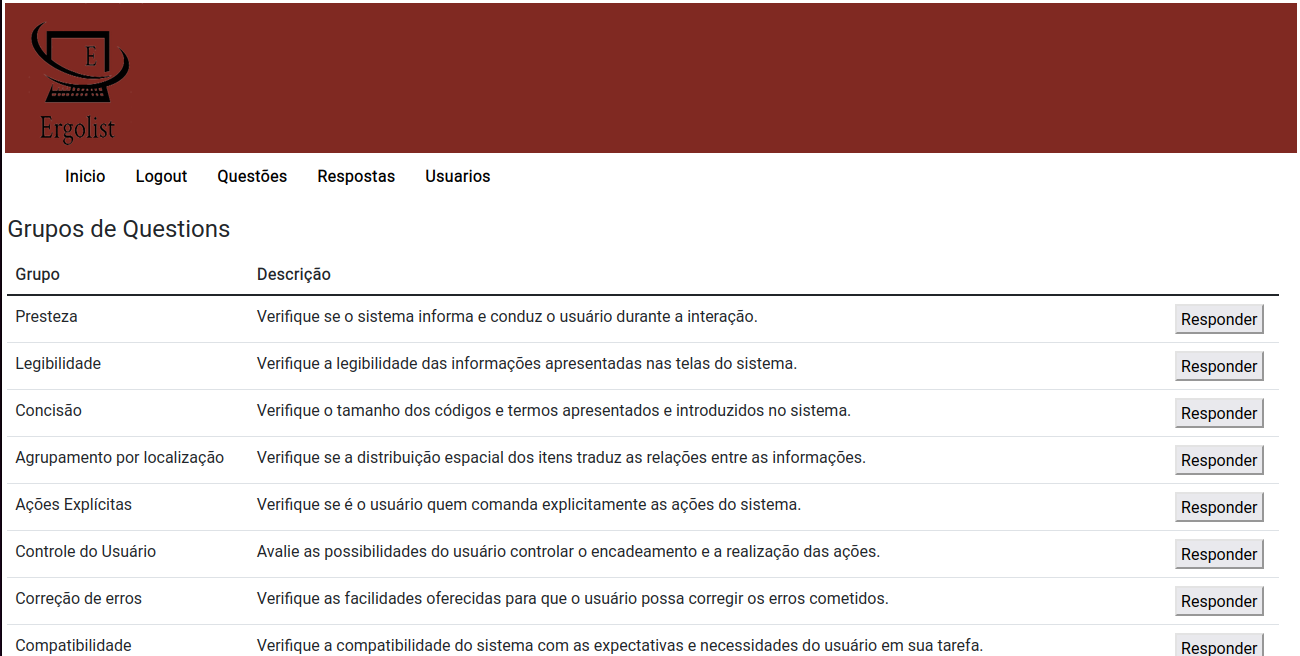 E
Ergolist
Inicio Logout Questões Respostas Usuarios
Grupos de Questions
Grupo Descrição
Presteza Verifique se o sistema informa e conduz o usuário durante a interação. Responder
Legibilidade Verifique a legibilidade das informações apresentadas nas telas do sistema. Responder
Concisão Verifique o tamanho dos códigos e termos apresentados e introduzidos no sistema. Responder
Agrupamento por localização Verifique se a distribuição espacial dos itens traduz as relações entre as informações. Responder
Ações Explícitas Verifique se é o usuário quem comanda explicitamente as ações do sistema. Responder
Controle do Usuário Avalie as possibilidades do usuário controlar o encadeamento e a realização das ações. Responder
Correção de erros Verifique as facilidades oferecidas para que o usuário possa corregir os erros cometidos. Responder
Compatibilidade Verifique a compatibilidade do sistema com as expectativas e necessidades do usuário em sua tarefa. Responder